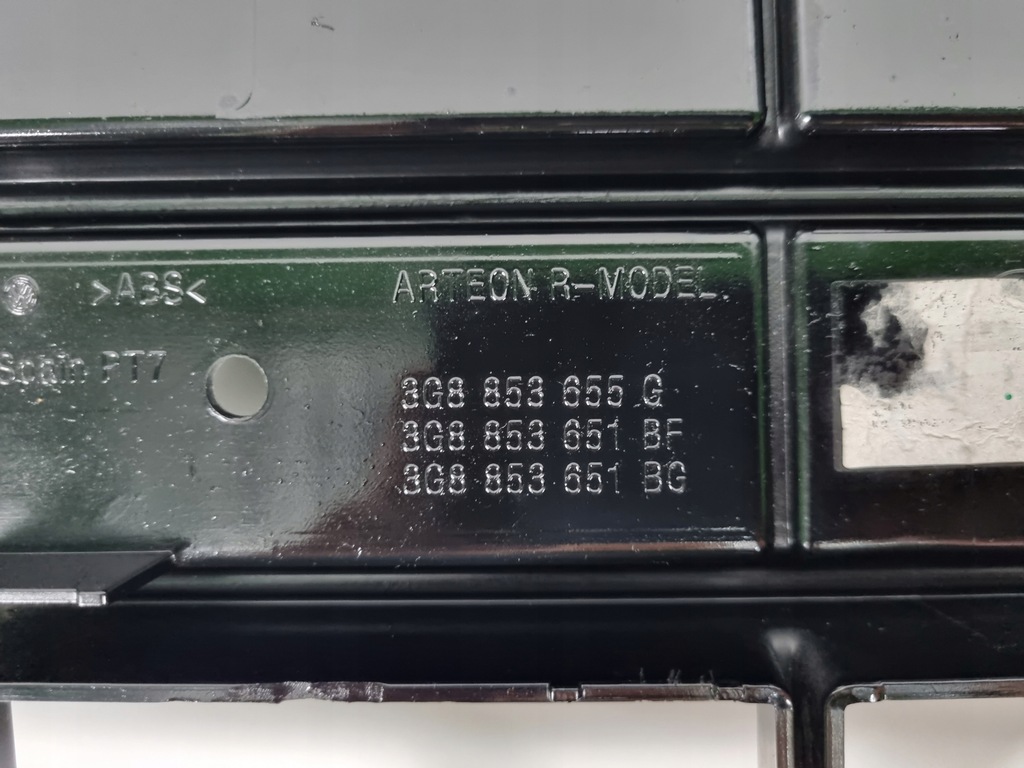 >ABS<
ARTEON R-MODEL.
Spain PT7
3G8 853 655 G
3G8 853 651 BF
3G8 853 651 BG